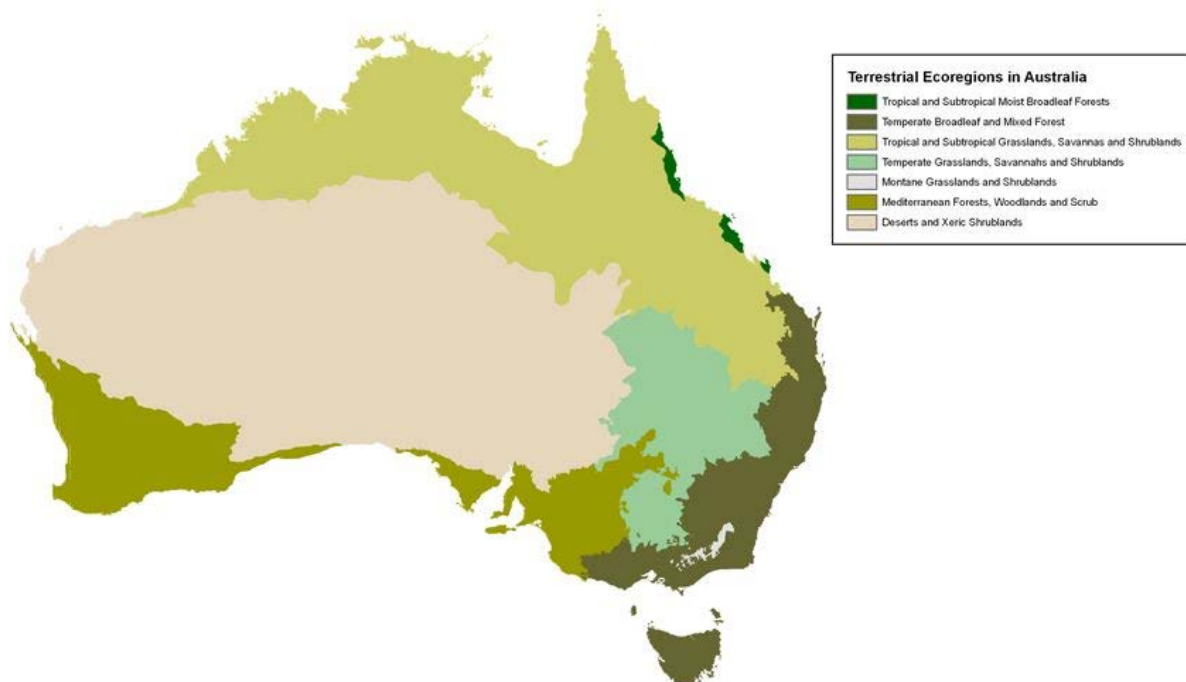 Terrestrial Ecoregions in Australia
Tropical and Subtropical Moist Broadleaf Forests
Temperate Broadleaf and Mixed Forest
Tropical and Subtropical Grasslands, Savannas and Shrublands
Temperate Grasslands, Savannahs and Shrublands
Montane Grasslands and Shrublands
Mediterranean Forests, Woodlands and Scrub
Deserts and Xeric Shrublands